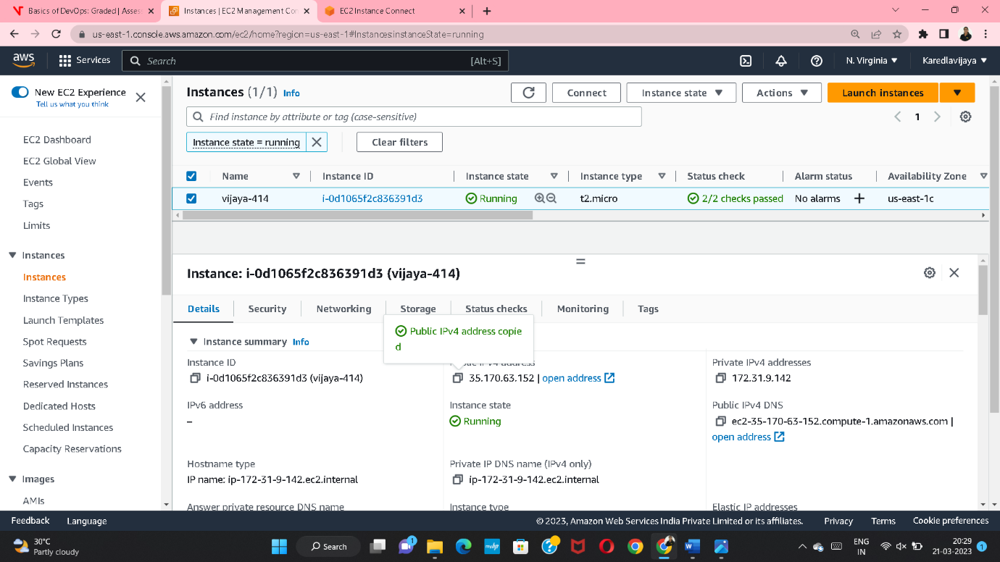 Basics of DevOps: Graded | Assess
Instances | EC2 Management Con
EC2 Instance Connect
us-east-1.console.aws.amazon.com/ec2/home?region=us-east-1#Instances:instanceState=running
aws
Services
Search
[Alt+S]
N. Virginia
Karedlavijaya
New EC2 Experience
Tell us what you think
EC2 Dashboard
EC2 Global View
Events
Tags
Limits
Instances
Instances
Instance Types
Launch Templates
Spot Requests
Savings Plans
Reserved Instances
Dedicated Hosts
Scheduled Instances
Capacity Reservations
Images
AMIs
Instances (1/1) Info
Connect
Instance state
Actions
Launch instances
Find instance by attribute or tag (case-sensitive)
1
Instance state = running
Clear filters
Name Instance ID Instance state Instance type Status check Alarm status Availability Zone
vijaya-414 i-0d1065f2c836391d3 Running t2.micro 2/2 checks passed No alarms + us-east-1c
Instance: i-0d1065f2c836391d3 (vijaya-414)
Details Security Networking Storage Status checks Monitoring Tags
Public IPv4 address copie
d
Instance summary Info
Instance ID
i-0d1065f2c836391d3 (vijaya-414)
Public IPv4 address
35.170.63.152 | open address
Private IPv4 addresses
172.31.9.142
IPv6 address
–
Instance state
Running
Public IPv4 DNS
ec2-35-170-63-152.compute-1.amazonaws.com |
open address
Hostname type
IP name: ip-172-31-9-142.ec2.internal
Private IP DNS name (IPv4 only)
ip-172-31-9-142.ec2.internal
Answer private resource DNS name
Instance type
Elastic IP addresses
Feedback Language
© 2023, Amazon Web Services India Private Limited or its affiliates.
Privacy Terms Cookie preferences
30°C
Partly cloudy
Search
1
myhp
ENG
IN
20:29
21-03-2023
1